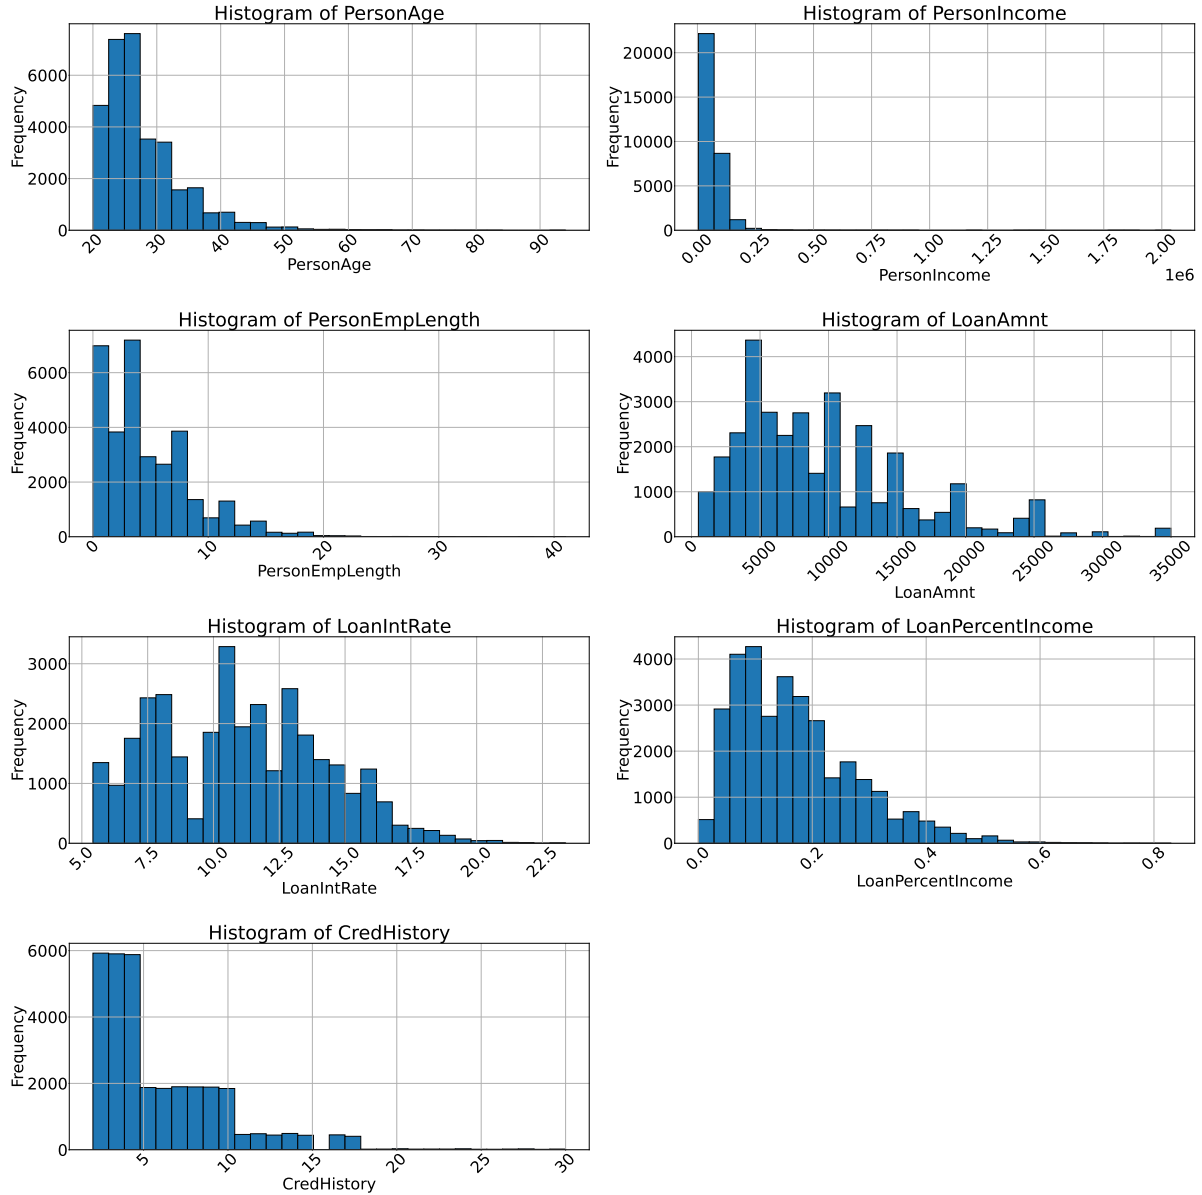 Histogram of PersonAge
Frequency
6000
4000
2000
0
20 30 40 50 60 70 80 90
PersonAge
Histogram of PersonIncome
Frequency
20000
15000
10000
5000
0
0.00 0.25 0.50 0.75 1.00 1.25 1.50 1.75 2.00
PersonIncome
1e6
Histogram of PersonEmpLength
Frequency
6000
4000
2000
0
0 10 20 30 40
PersonEmpLength
Histogram of LoanAmnt
Frequency
4000
3000
2000
1000
0
0 5000 10000 15000 20000 25000 30000 35000
LoanAmnt
Histogram of LoanIntRate
Frequency
3000
2000
1000
0
5.0 7.5 10.0 12.5 15.0 17.5 20.0 22.5
LoanIntRate
Histogram of LoanPercentIncome
Frequency
4000
3000
2000
1000
0
0.0 0.2 0.4 0.6 0.8
LoanPercentIncome
Histogram of CredHistory
Frequency
6000
4000
2000
0
5 10 15 20 25 30
CredHistory